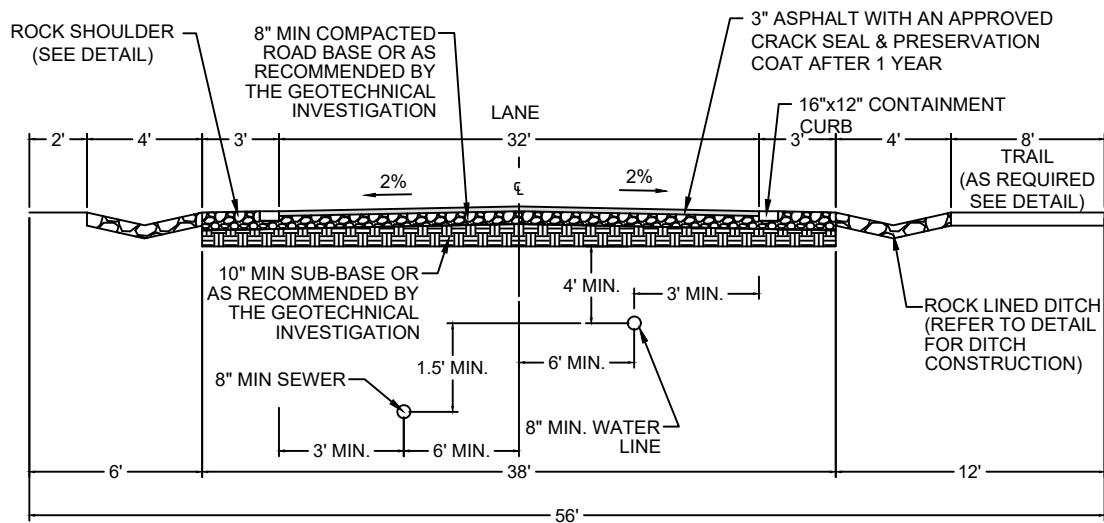 ROCK SHOULDER
(SEE DETAIL)
8" MIN COMPACTED
ROAD BASE OR AS
RECOMMENDED BY
THE GEOTECHNICAL
INVESTIGATION
3" ASPHALT WITH AN APPROVED
CRACK SEAL & PRESERVATION
COAT AFTER 1 YEAR
16"x12" CONTAINMENT
CURB
LANE
2'
4'
3'
32'
3'
4'
8'
TRAIL
(AS REQUIRED
SEE DETAIL)
2%
℄
2%
10" MIN SUB-BASE OR
AS RECOMMENDED BY
THE GEOTECHNICAL
INVESTIGATION
4' MIN.
3' MIN.
ROCK LINED DITCH
(REFER TO DETAIL
FOR DITCH
CONSTRUCTION)
1.5' MIN.
6' MIN.
8" MIN SEWER
8" MIN. WATER
LINE
3' MIN.
6' MIN.
6'
38'
12'
56'